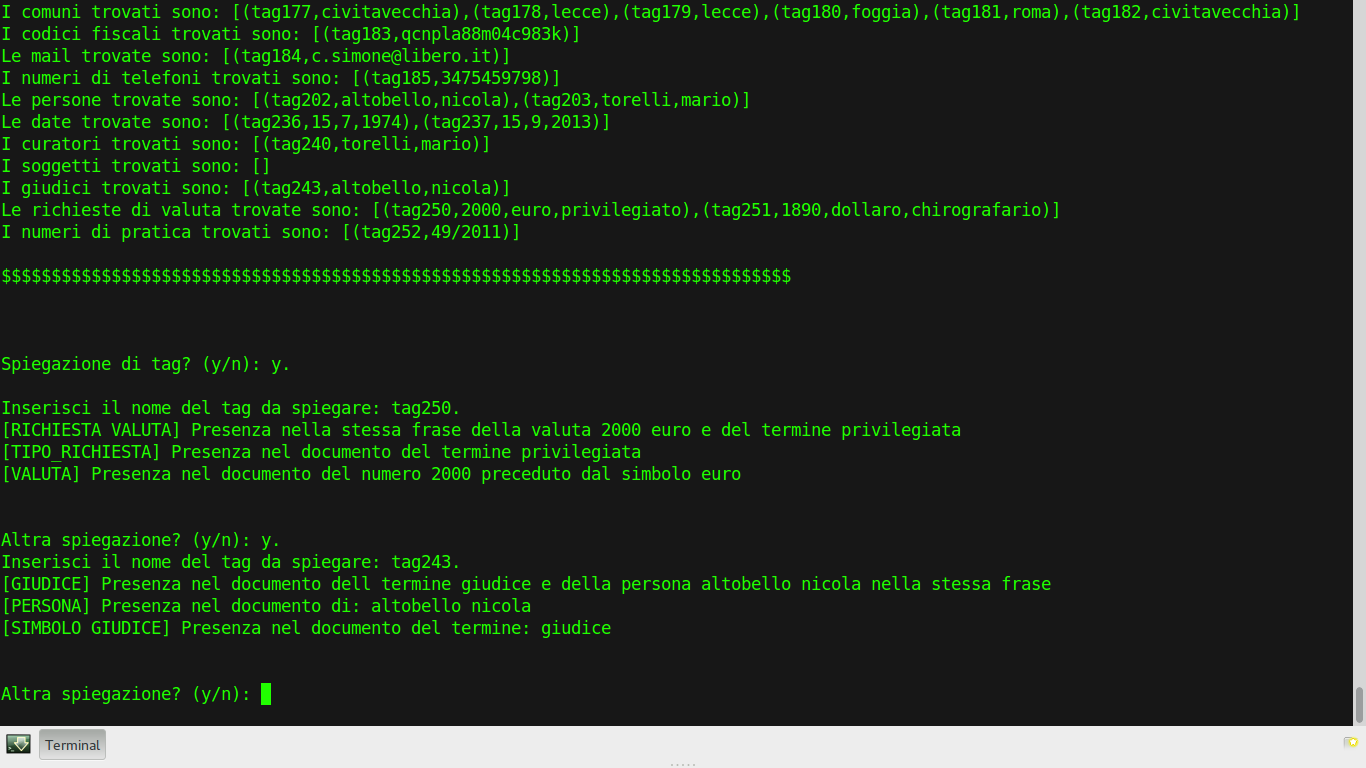 I comuni trovati sono: [(tag177,civitavecchia),(tag178,lecce),(tag179,lecce),(tag180,foggia),(tag181,roma),(tag182,civitavecchia)]
I codici fiscali trovati sono: [(tag183,qcnpla88m04c983k)]
Le mail trovate sono: [(tag184,c.simone@libero.it)]
I numeri di telefoni trovati sono: [(tag185,3475459798)]
Le persone trovate sono: [(tag202,altobello,nicola),(tag203,torelli,mario)]
Le date trovate sono: [(tag236,15,7,1974),(tag237,15,9,2013)]
I curatori trovati sono: [(tag240,torelli,mario)]
I soggetti trovati sono: []
I giudici trovati sono: [(tag243,altobello,nicola)]
Le richieste di valuta trovate sono: [(tag250,2000,euro,privilegiato),(tag251,1890,dollaro,chirografario)]
I numeri di pratica trovati sono: [(tag252,49/2011)]
$$$$$$$$$$$$$$$$$$$$$$$$$$$$$$$$$$$$$$$$$$$$$$$$$$$$$$$$$$$$$$$$$$$$$$$$$$$$$$$
Spiegazione di tag? (y/n): y.
Inserisci il nome del tag da spiegare: tag250.
[RICHIESTA VALUTA] Presenza nella stessa frase della valuta 2000 euro e del termine privilegiata
[TIPO_RICHIESTA] Presenza nel documento del termine privilegiata
[VALUTA] Presenza nel documento del numero 2000 preceduto dal simbolo euro
Altra spiegazione? (y/n): y.
Inserisci il nome del tag da spiegare: tag243.
[GIUDICE] Presenza nel documento dell termine giudice e della persona altobello nicola nella stessa frase
[PERSONA] Presenza nel documento di: altobello nicola
[SIMBOLO GIUDICE] Presenza nel documento del termine: giudice
Altra spiegazione? (y/n):
Terminal